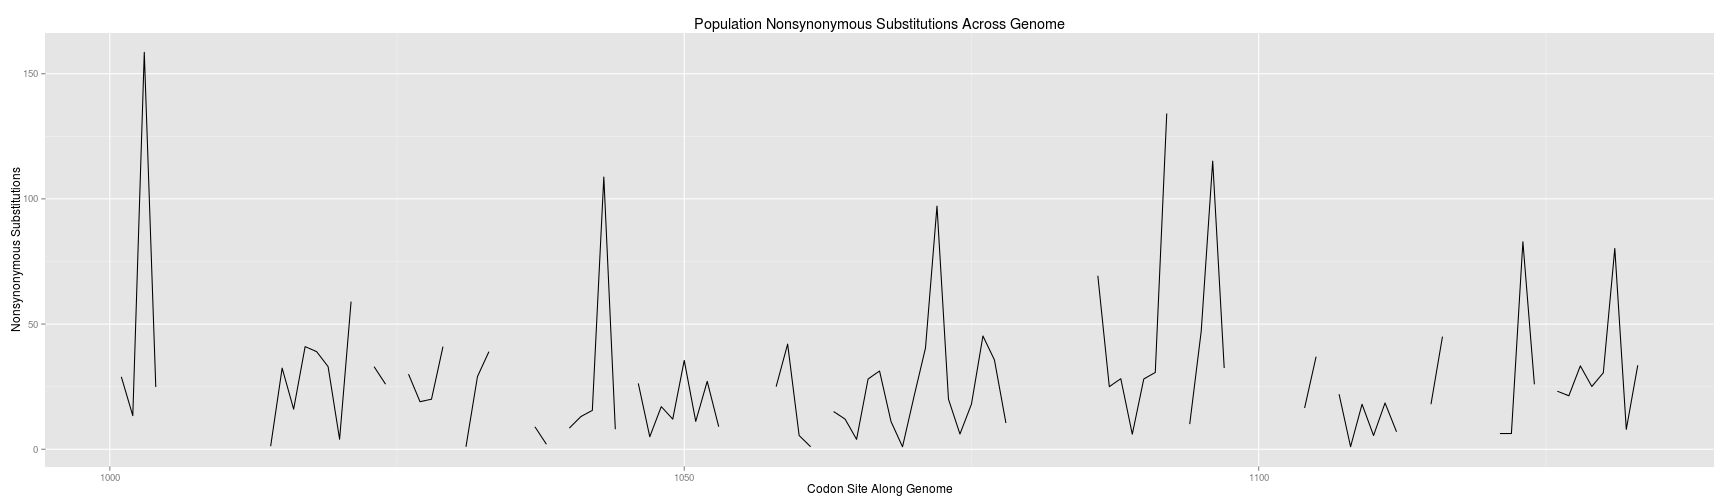 Population Nonsynonymous Substitutions Across Genome
Nonsynonymous Substitutions
150
100
50
0
1000
1050
1100
Codon Site Along Genome